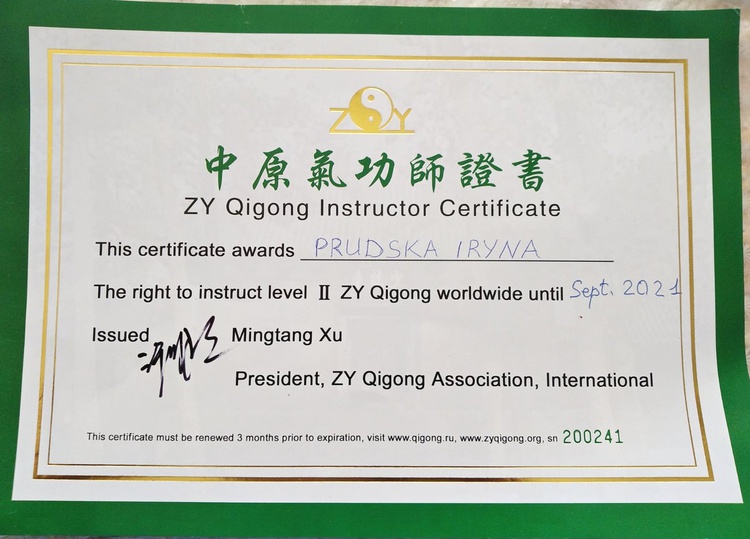 ZY
中原氣功師證書
ZY Qigong Instructor Certificate
This certificate awards PRUDSKA IRYNA
The right to instruct level II ZY Qigong worldwide until Sept. 2021
Issued Mingtang Xu
President, ZY Qigong Association, International
This certificate must be renewed 3 months prior to expiration, visit www.qigong.ru, www.zyqigong.org, sn 200241